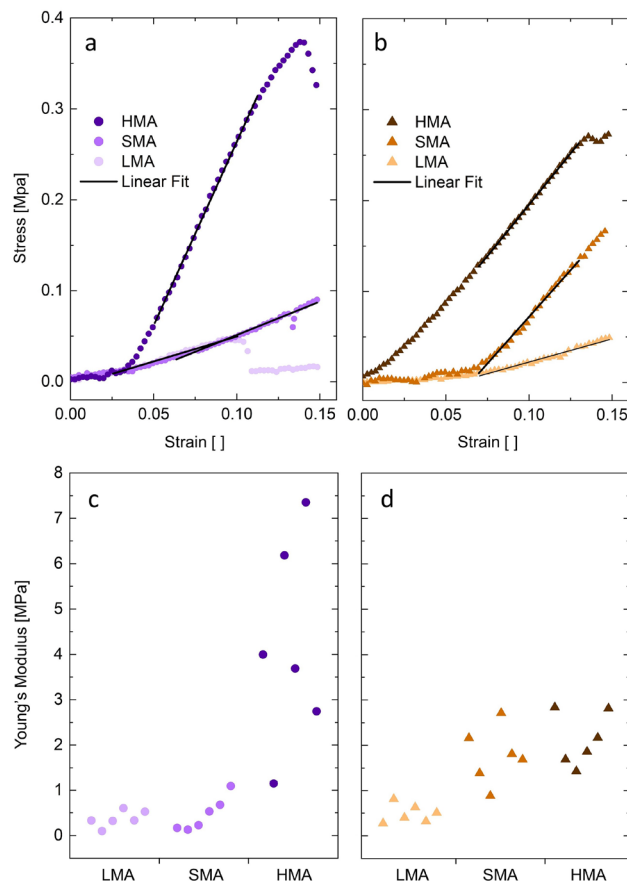 a
b
0.4
0.3
0.2
0.1
0.0
Stress [Mpa]
HMA
SMA
LMA
Linear Fit
HMA
SMA
LMA
Linear Fit
0.00 0.05 0.10 0.15
0.00 0.05 0.10 0.15
Strain [ ]
Strain [ ]
c
d
8
7
6
5
4
3
2
1
0
Young's Modulus [MPa]
LMA SMA HMA
LMA SMA HMA